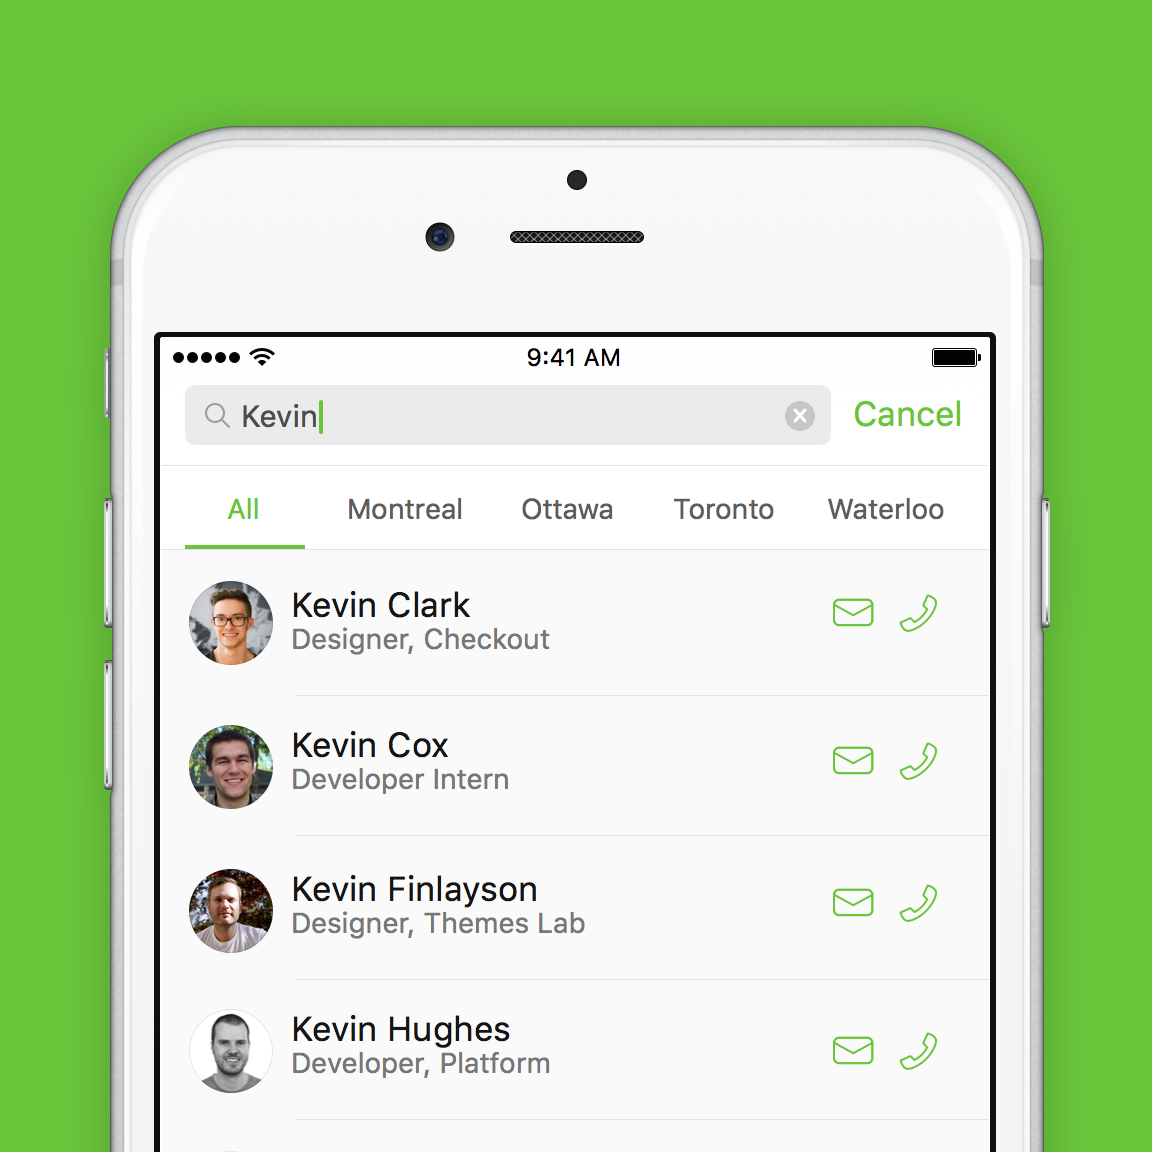 9:41 AM
Kevin
Cancel
All Montreal Ottawa Toronto Waterloo
Kevin Clark
Designer, Checkout
Kevin Cox
Developer Intern
Kevin Finlayson
Designer, Themes Lab
Kevin Hughes
Developer, Platform